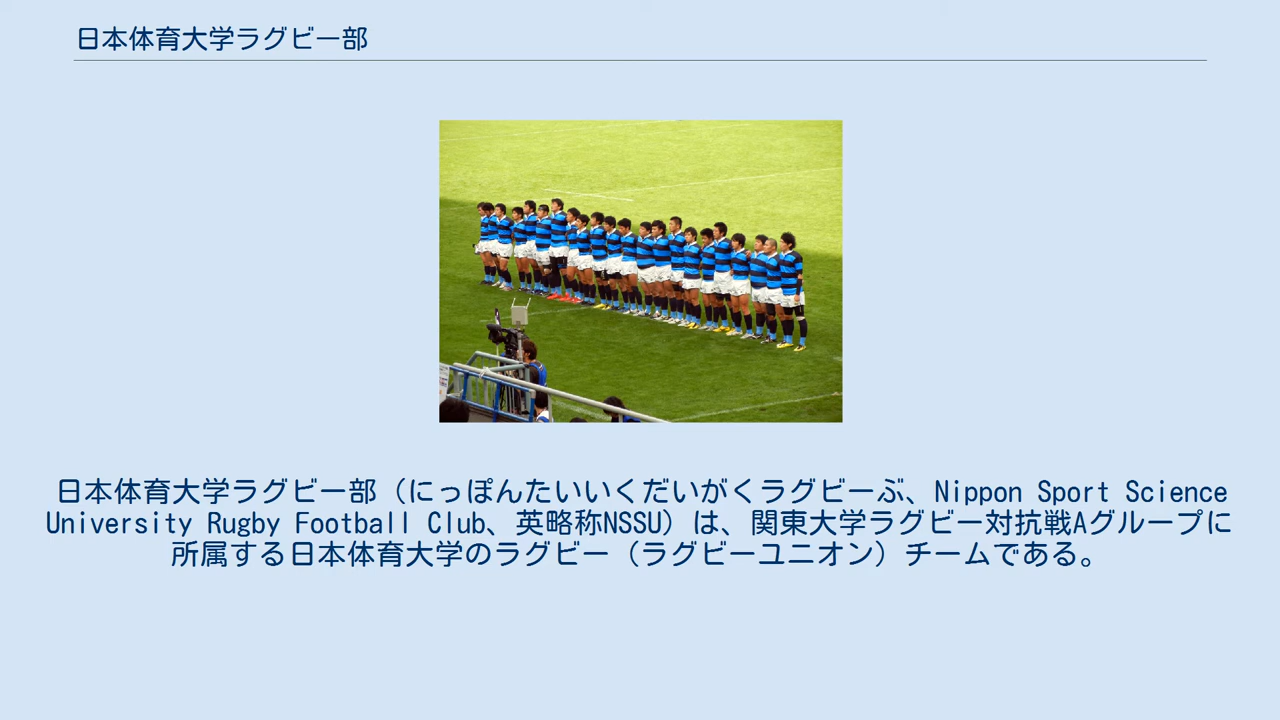 日本体育大学ラグビー部
日本体育大学ラグビー部（にっぽんたいいくだいがくラグビーぶ、Nippon Sport Science
University Rugby Football Club、英略称NSSU）は、関東大学ラグビー対抗戦Aグループに
所属する日本体育大学のラグビー（ラグビーユニオン）チームである。